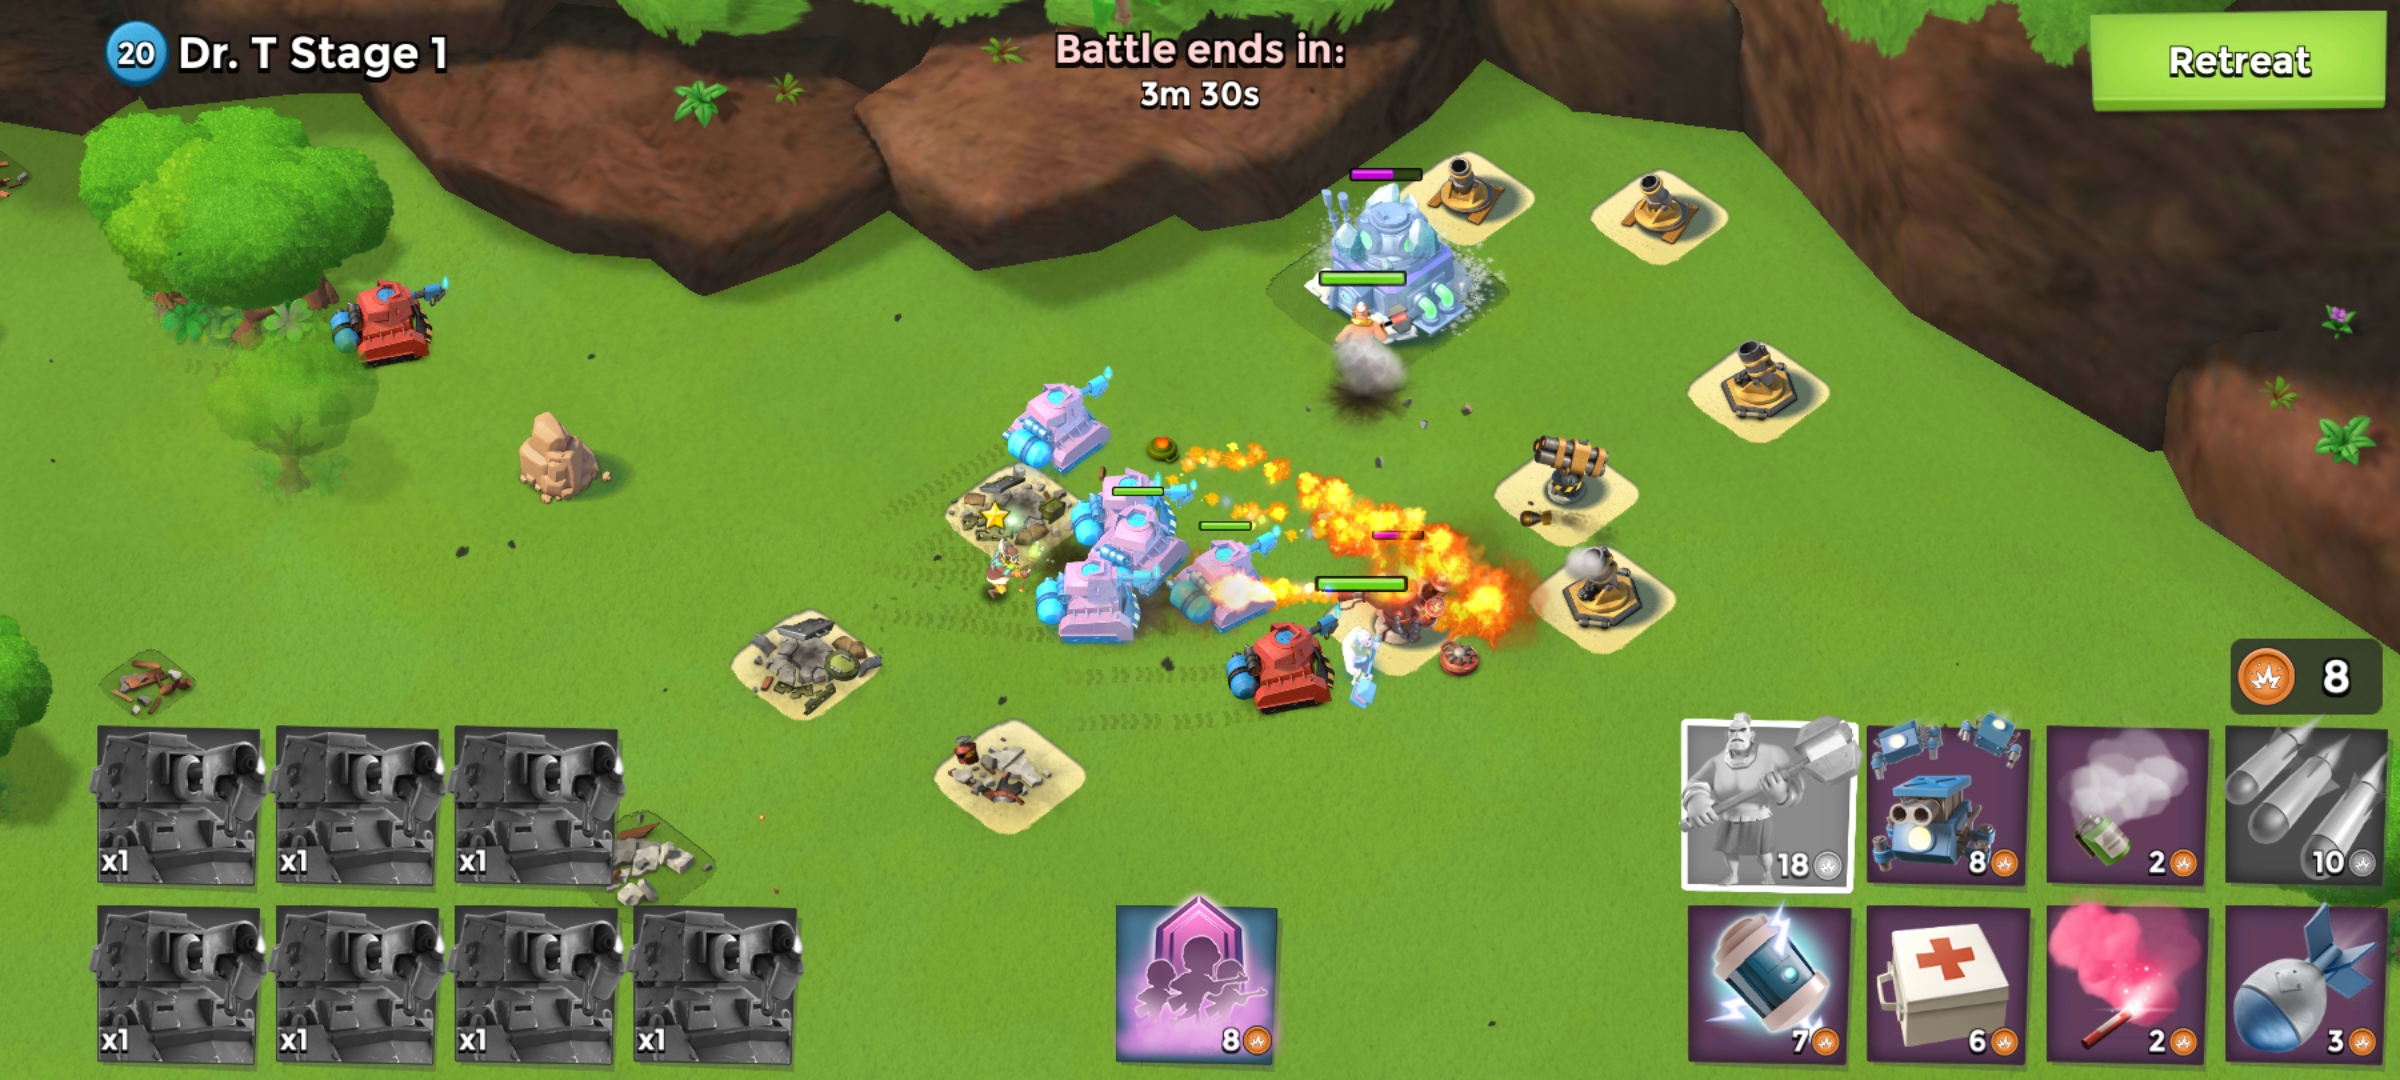 20 Dr. T Stage 1
Battle ends in:
3m 30s
Retreat
8
x1 x1 x1
18 8 2 10
x1 x1 x1 x1
8
7 6 2 3